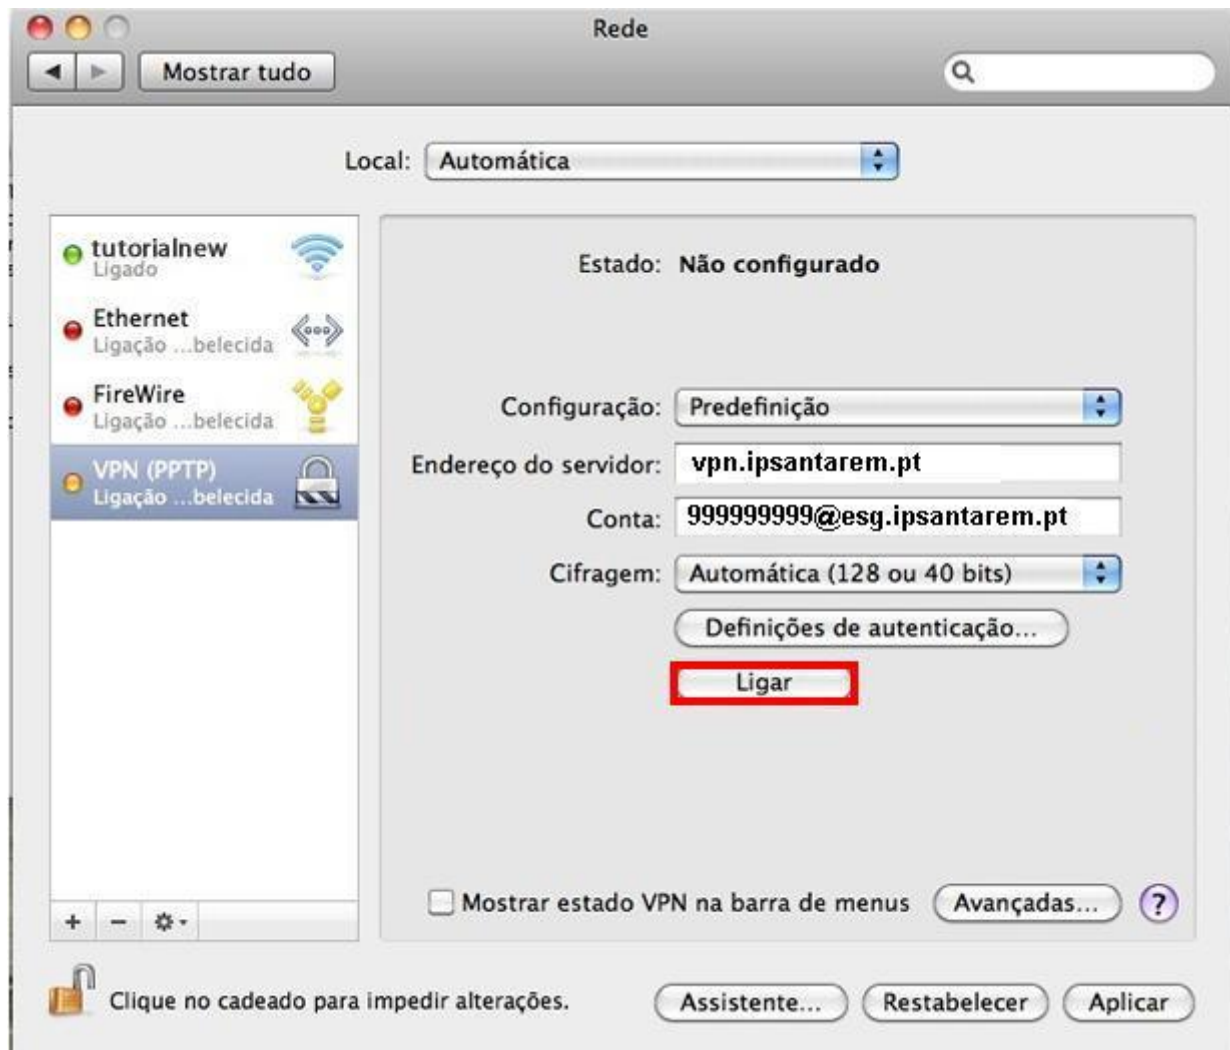 Rede
Mostrar tudo
Local: Automática
tutorialnew
Ligado
Ethernet
Ligação ...belecida
FireWire
Ligação ...belecida
VPN (PPTP)
Ligação ...belecida
Estado: Não configurado
Configuração: Predefinição
Endereço do servidor: vpn.ipsantarem.pt
Conta: 999999999@esg.ipsantarem.pt
Cifragem: Automática (128 ou 40 bits)
Definições de autenticação...
Ligar
Mostrar estado VPN na barra de menus Avançadas... ?
Clique no cadeado para impedir alterações. Assistente... Restabelecer Aplicar